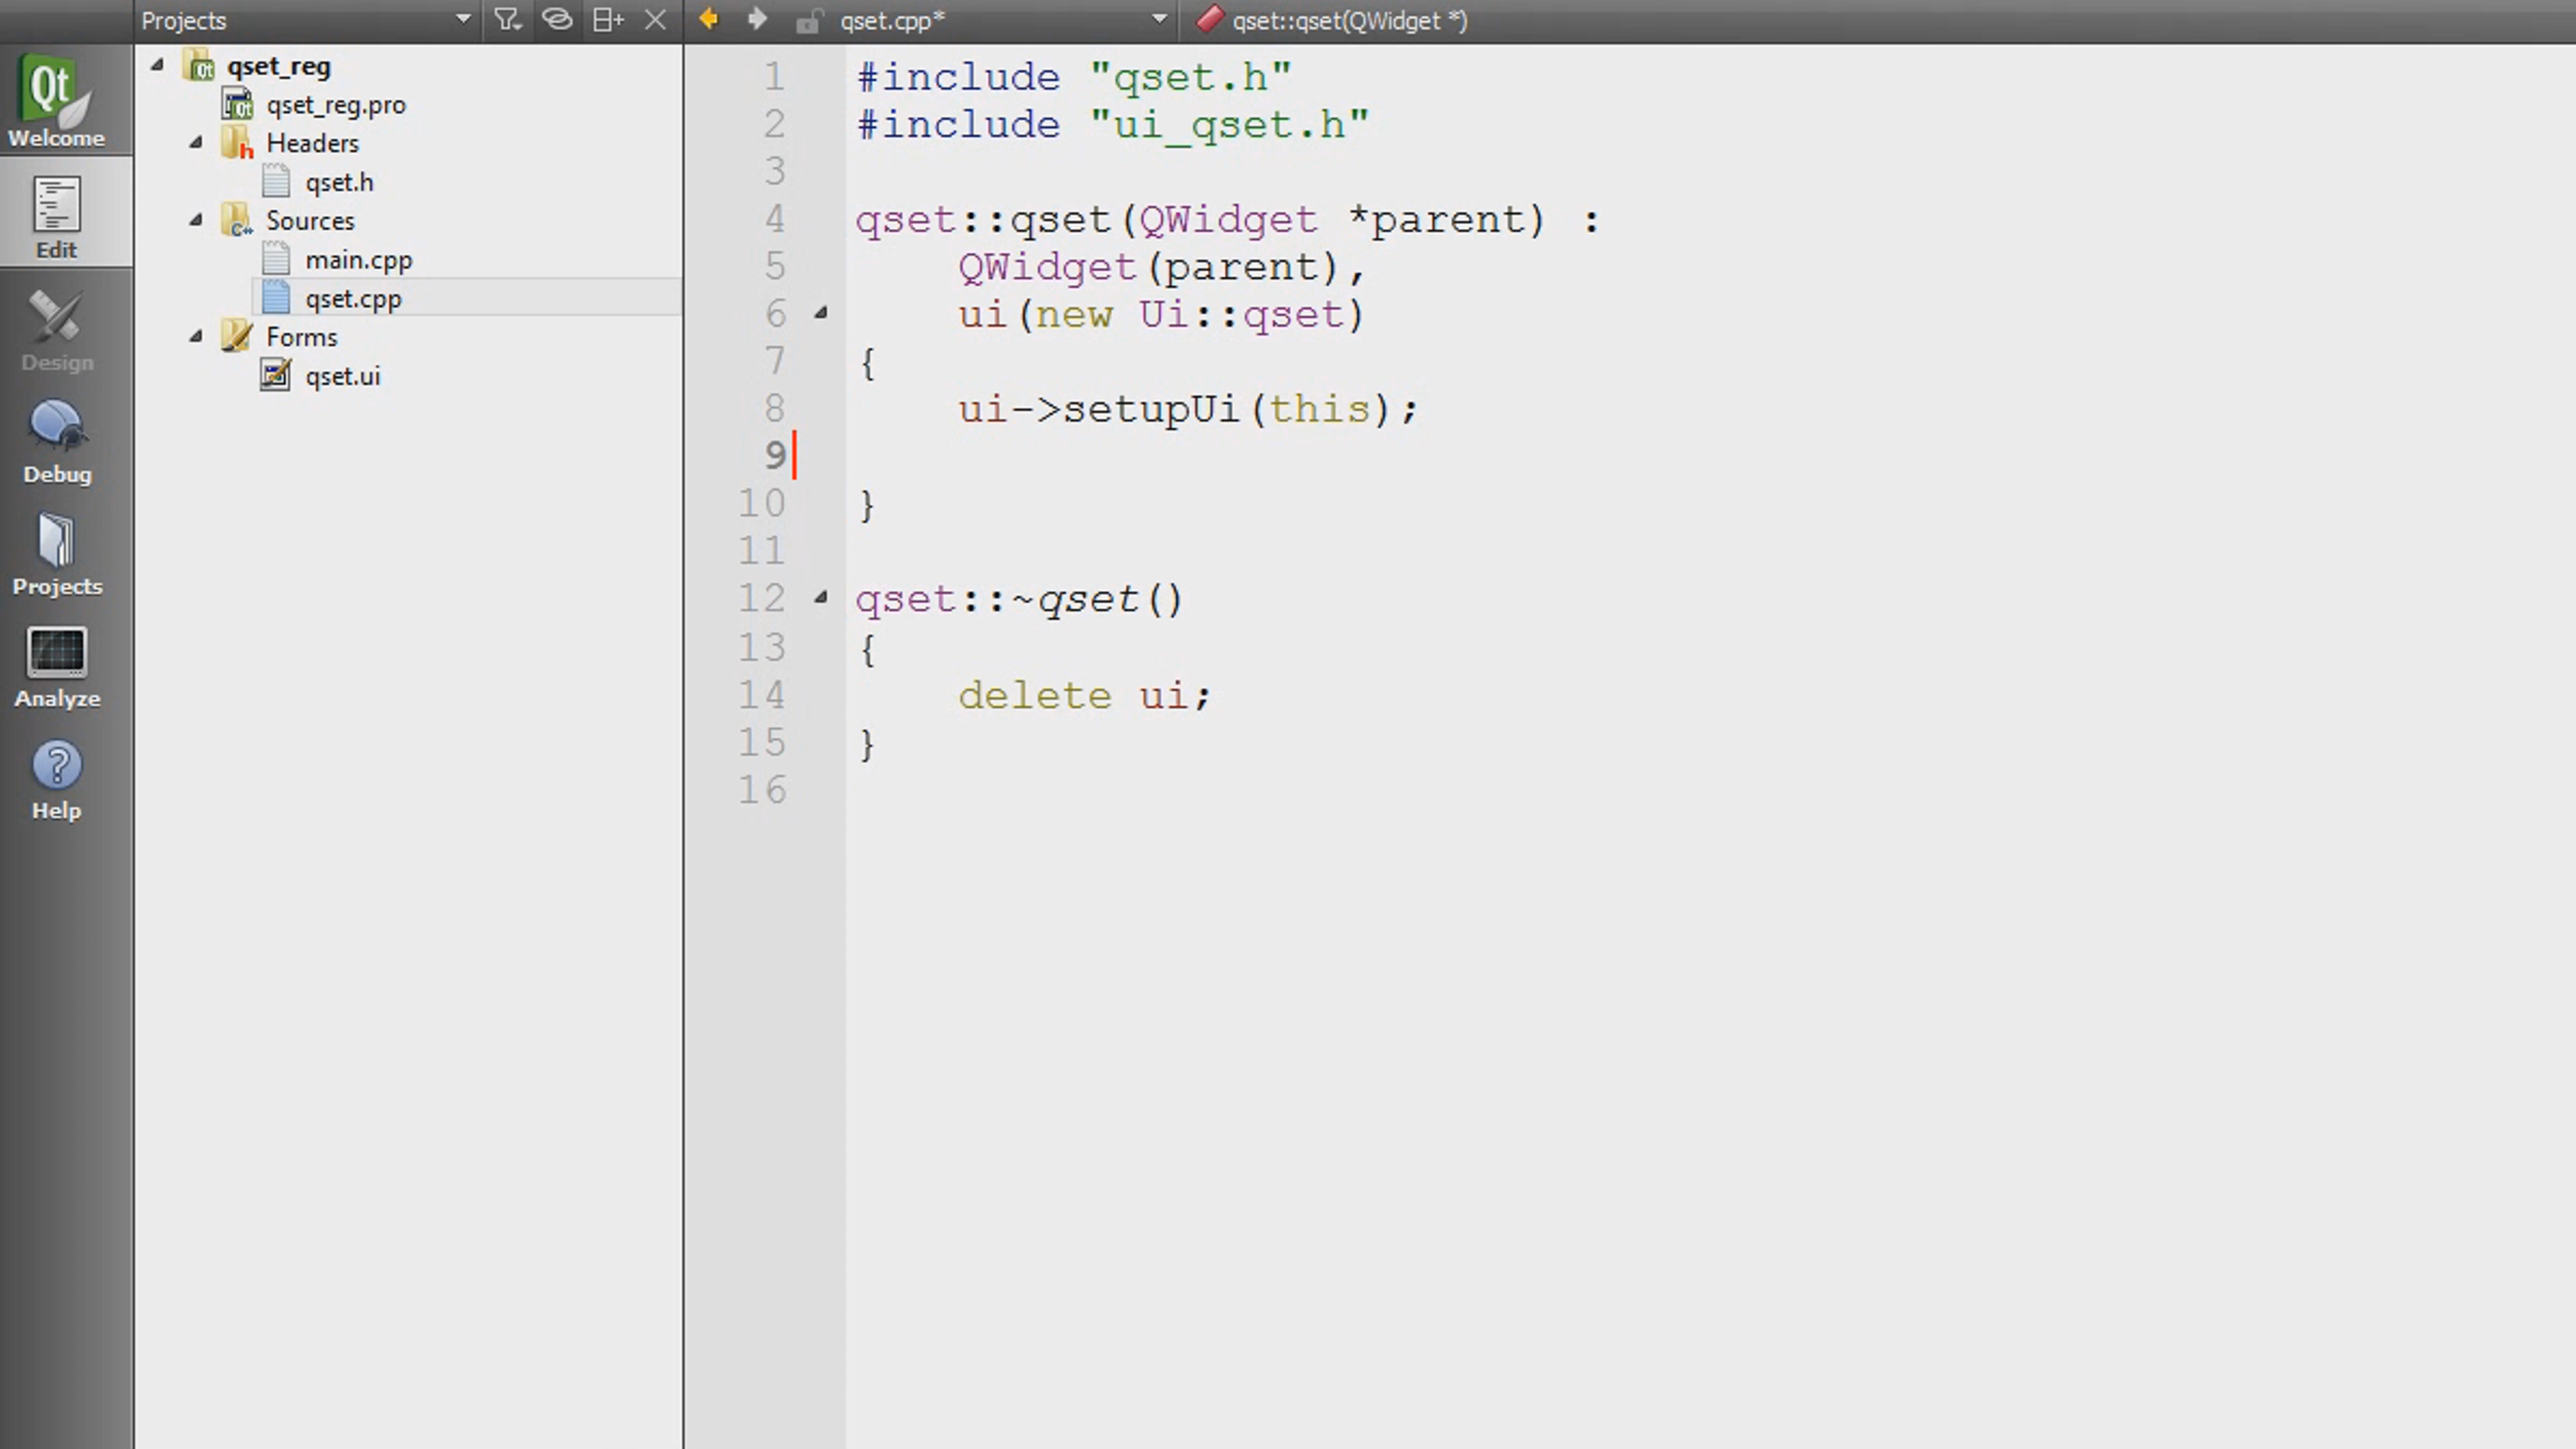 Projects
qset.cpp*
qset::qset(QWidget *)
Qt
Welcome
Edit
Design
Debug
Projects
Analyze
Help
qset_reg
qset_reg.pro
Headers
qset.h
Sources
main.cpp
qset.cpp
Forms
qset.ui
1 #include "qset.h"
2 #include "ui_qset.h"
3
4 qset::qset(QWidget *parent) :
5     QWidget(parent),
6     ui(new Ui::qset)
7 {
8     ui->setupUi(this);
9
10 }
11
12 qset::~qset()
13 {
14     delete ui;
15 }
16